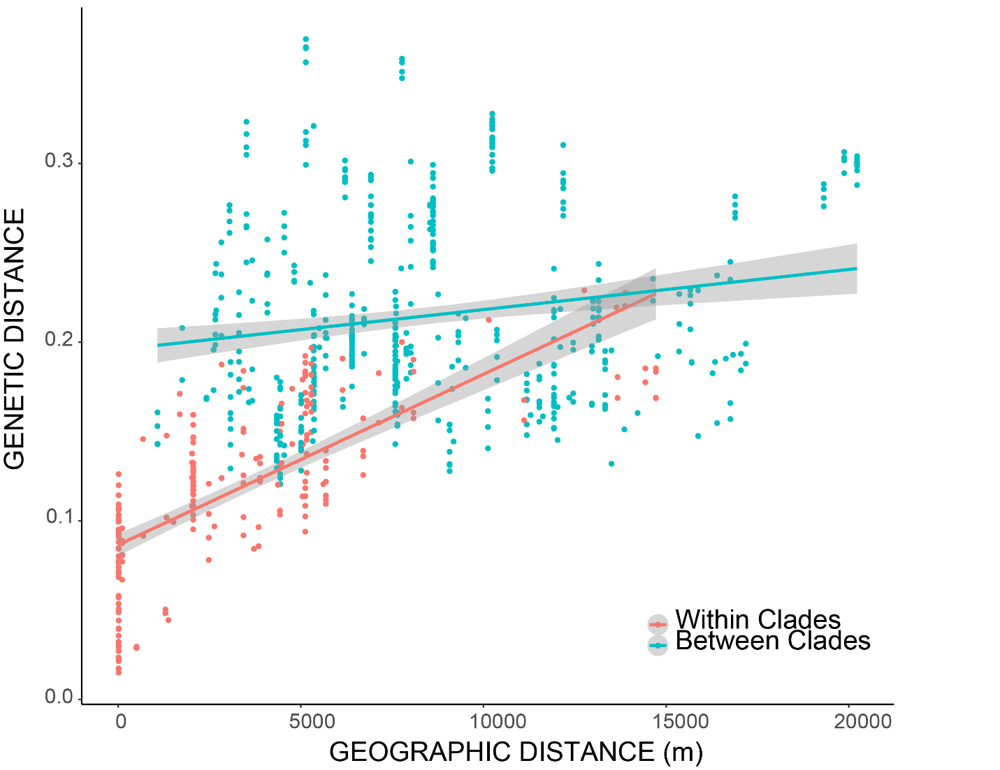 GENETIC DISTANCE
0.3
0.2
0.1
0.0
Within Clades
Between Clades
0
5000
10000
15000
20000
GEOGRAPHIC DISTANCE (m)